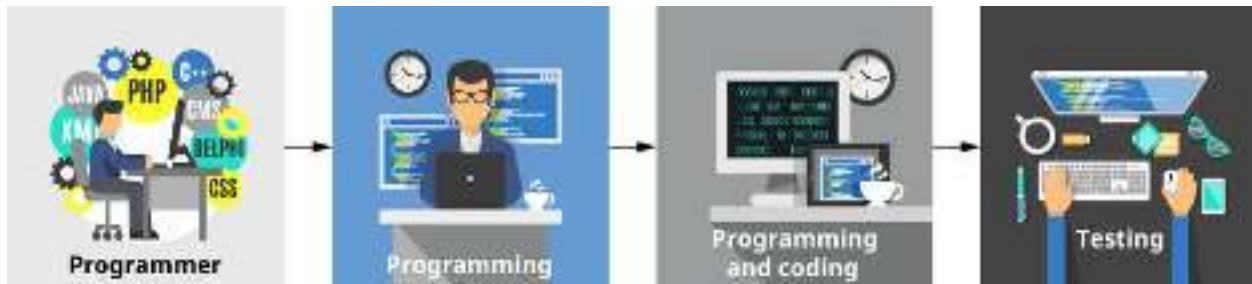 C++
PHP
JAVA
CMS
XML
DELPHI
CSS
Programmer
Programming
Programming
and coding
Testing